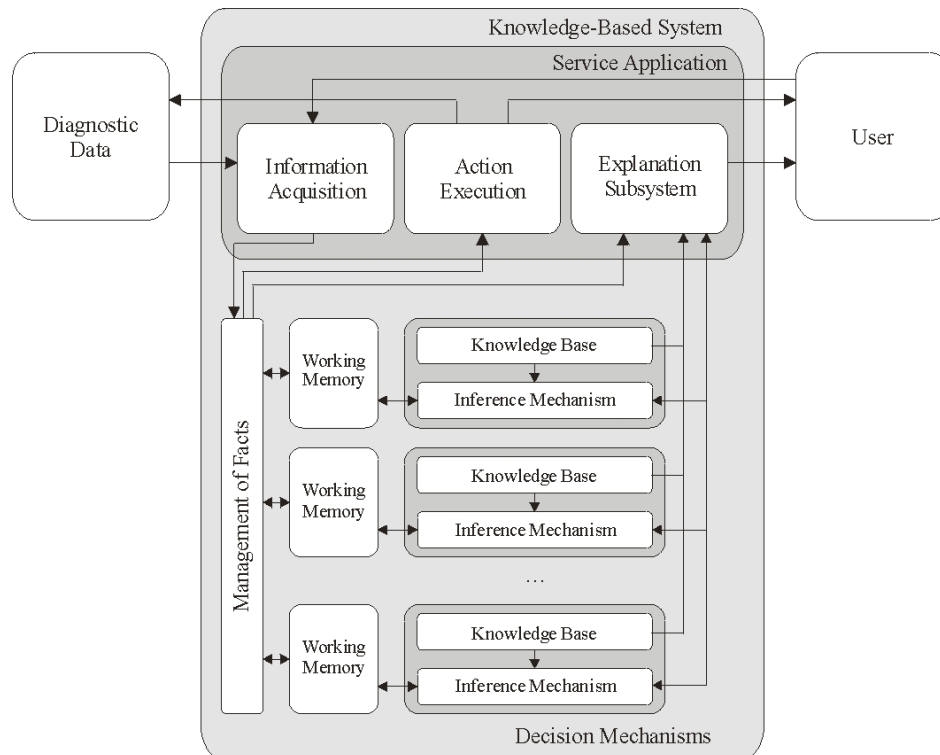 Knowledge-Based System
Service Application
Diagnostic
Data
Information
Acquisition
Action
Execution
Explanation
Subsystem
User
Management of Facts
Working
Memory
Knowledge Base
Inference Mechanism
Working
Memory
Knowledge Base
Inference Mechanism
...
Working
Memory
Knowledge Base
Inference Mechanism
Decision Mechanisms